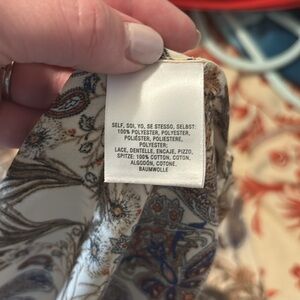 SELF, SOI, YO, SE STESSO, SELBST:
100% POLYESTER, POLYESTER,
POLIÉSTER, POLIESTERE,
POLYESTER;
LACE, DENTELLE, ENCAJE, PIZZO,
SPITZE: 100% COTTON, COTON,
ALGODÓN, COTONE,
BAUMWOLLE